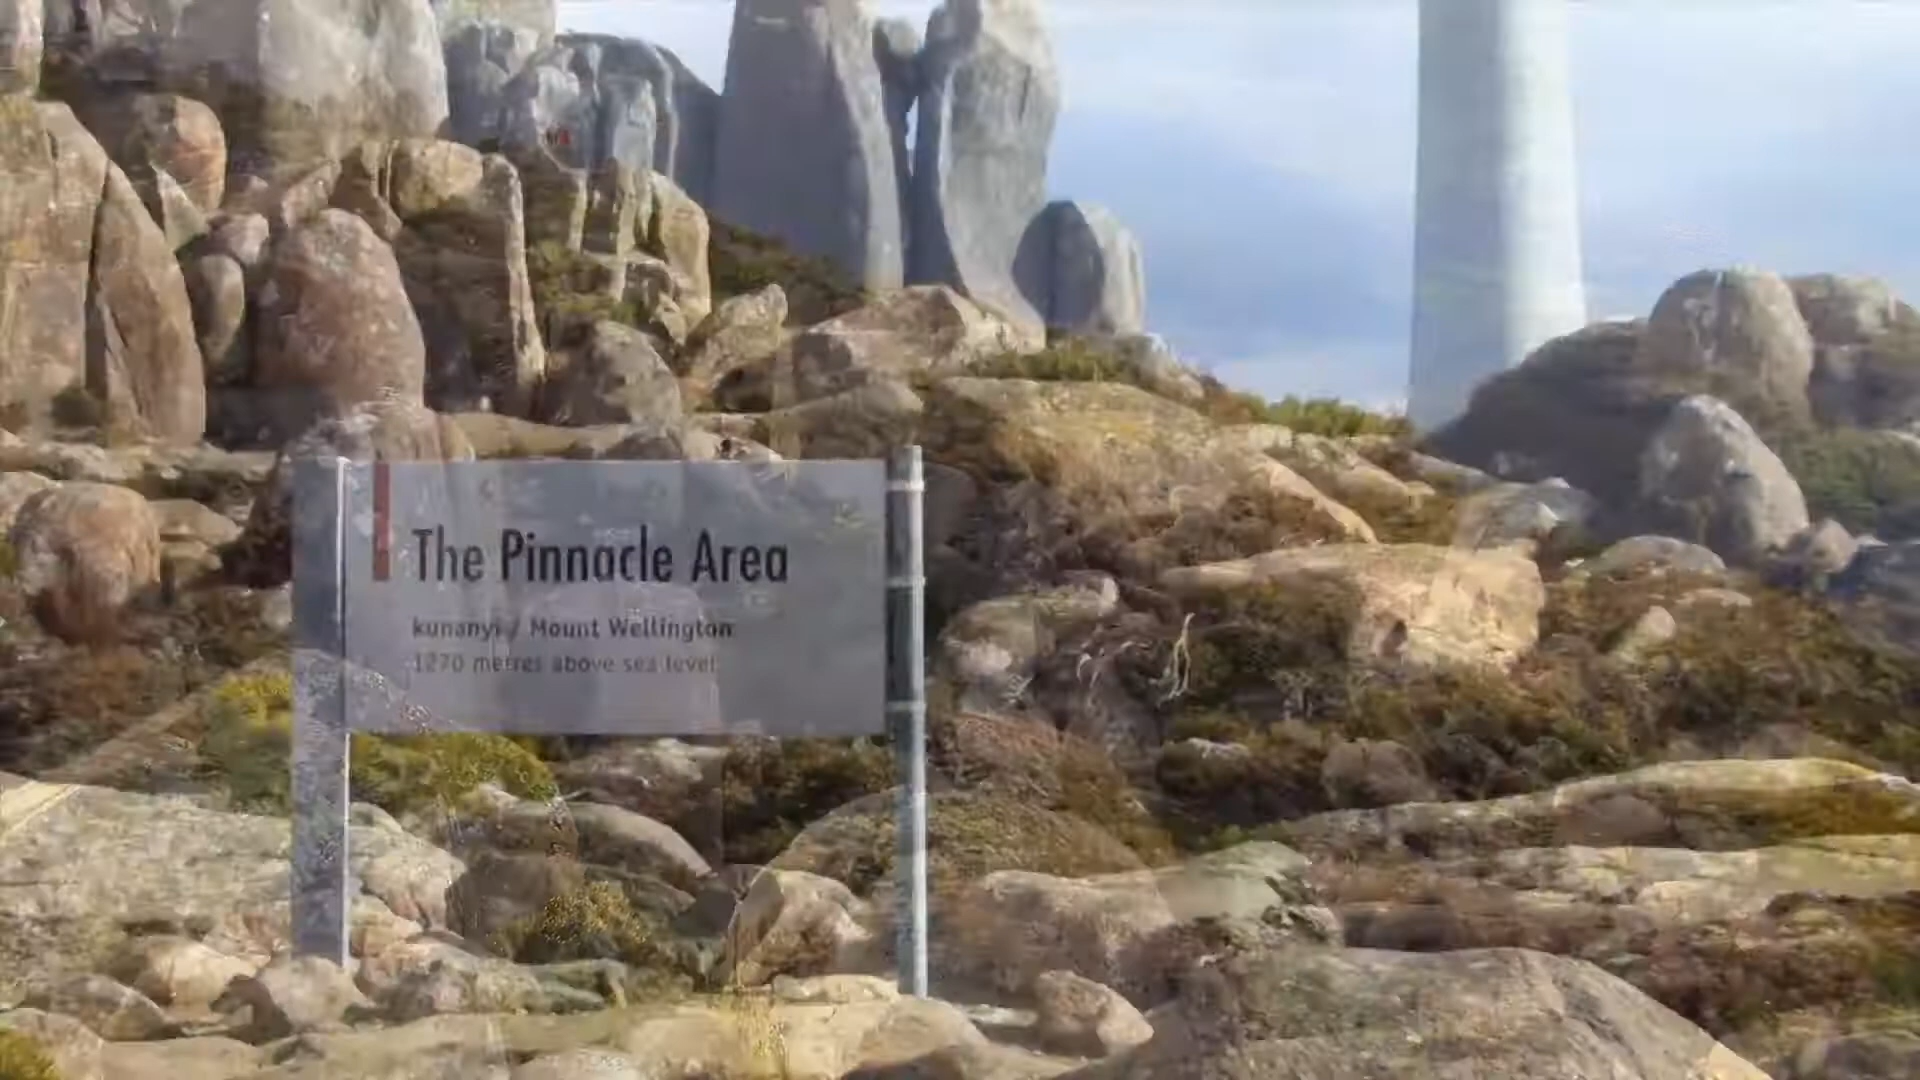 The Pinnacle Area
kunanyi / Mount Wellington
1270 metres above sea level